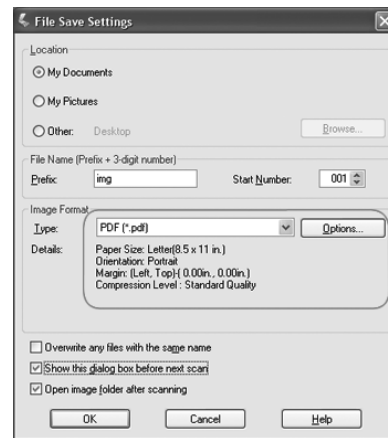 File Save Settings
Location
My Documents
My Pictures
Other: Desktop Browse...
File Name (Prefix + 3-digit number)
Prefix: img Start Number: 001
Image Format
Type: PDF (*.pdf) Options...
Details: Paper Size: Letter(8.5 x 11 in.)
Orientation: Portrait
Margin: (Left, Top)-( 0.00in., 0.00in.)
Compression Level : Standard Quality
Overwrite any files with the same name
Show this dialog box before next scan
Open image folder after scanning
OK Cancel Help